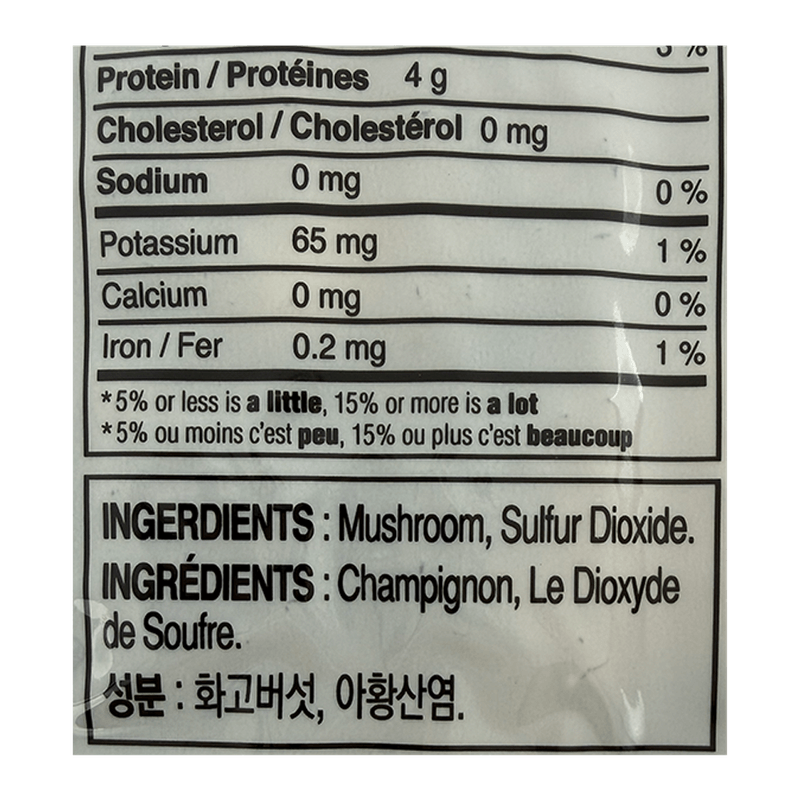 5 %
Protein / Protéines 4 g
Cholesterol / Cholestérol 0 mg
Sodium 0 mg 0 %
Potassium 65 mg 1 %
Calcium 0 mg 0 %
Iron / Fer 0.2 mg 1 %
*5% or less is a little, 15% or more is a lot
*5% ou moins c'est peu, 15% ou plus c'est beaucoup
INGERDIENTS : Mushroom, Sulfur Dioxide.
INGRÉDIENTS : Champignon, Le Dioxyde
de Soufre.
성분 : 화고버섯, 아황산염.